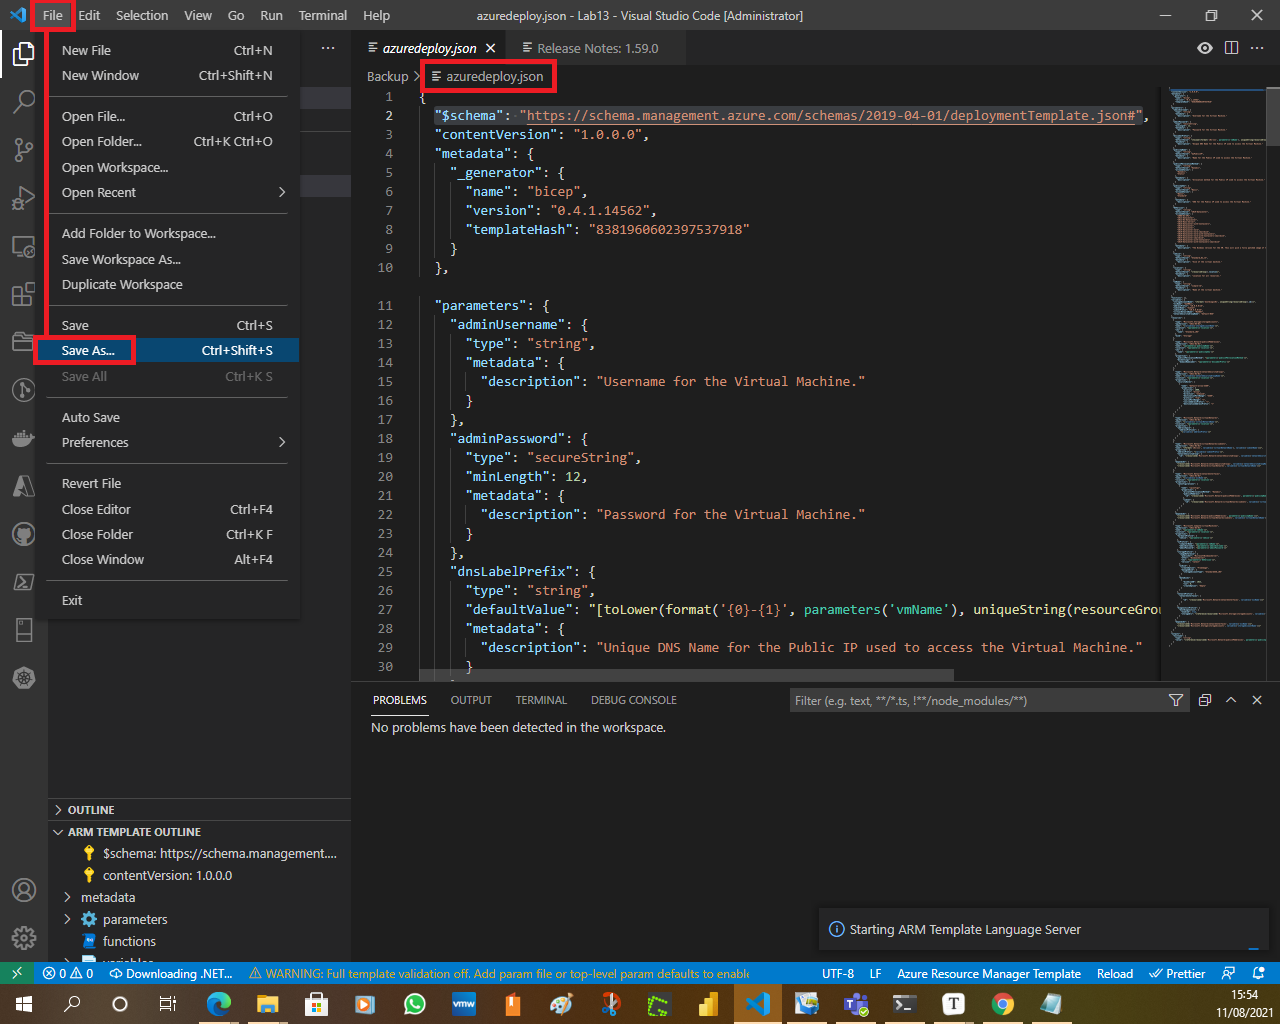 File Edit Selection View Go Run Terminal Help azuredeploy.json - Lab13 - Visual Studio Code [Administrator]
New File Ctrl+N
New Window Ctrl+Shift+N
Open File... Ctrl+O
Open Folder... Ctrl+K Ctrl+O
Open Workspace...
Open Recent
Add Folder to Workspace...
Save Workspace As...
Duplicate Workspace
Save Ctrl+S
Save As... Ctrl+Shift+S
Save All Ctrl+K S
Auto Save
Preferences
Revert File
Close Editor Ctrl+F4
Close Folder Ctrl+K F
Close Window Alt+F4
Exit
azuredeploy.json Release Notes: 1.59.0
Backup > azuredeploy.json
1 {
2 "$schema": "https://schema.management.azure.com/schemas/2019-04-01/deploymentTemplate.json#",
3 "contentVersion": "1.0.0.0",
4 "metadata": {
5 "_generator": {
6 "name": "bicep",
7 "version": "0.4.1.14562",
8 "templateHash": "8381960602397537918"
9 }
10 },
11 "parameters": {
12 "adminUsername": {
13 "type": "string",
14 "metadata": {
15 "description": "Username for the Virtual Machine."
16 }
17 },
18 "adminPassword": {
19 "type": "secureString",
20 "minLength": 12,
21 "metadata": {
22 "description": "Password for the Virtual Machine."
23 }
24 },
25 "dnsLabelPrefix": {
26 "type": "string",
27 "defaultValue": "[toLower(format('{0}-{1}', parameters('vmName'), uniqueString(resourceGrou
28 "metadata": {
29 "description": "Unique DNS Name for the Public IP used to access the Virtual Machine."
30 }
PROBLEMS OUTPUT TERMINAL DEBUG CONSOLE Filter (e.g. text, **/*.ts, !**/node_modules/**)
No problems have been detected in the workspace.
OUTLINE
ARM TEMPLATE OUTLINE
$schema: https://schema.management....
contentVersion: 1.0.0.0
metadata
parameters
functions
variables
Starting ARM Template Language Server
0 0 Downloading .NET... WARNING: Full template validation off. Add param file or top-level param defaults to enable UTF-8 LF Azure Resource Manager Template Reload Prettier
vmw T
15:54
11/08/2021